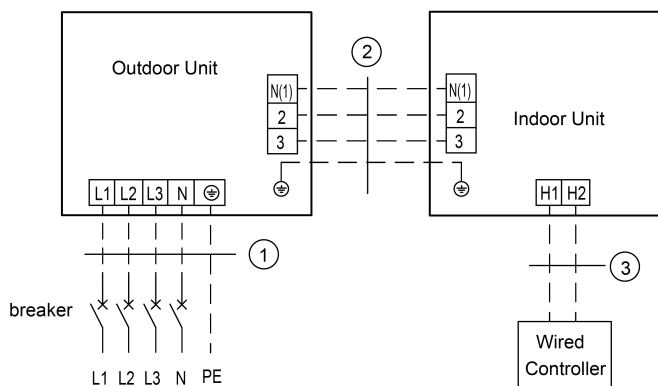 2
Outdoor Unit
N(1)
2
3
N(1)
2
3
Indoor Unit
L1 L2 L3 N
H1 H2
1
3
breaker
Wired
Controller
L1 L2 L3 N PE